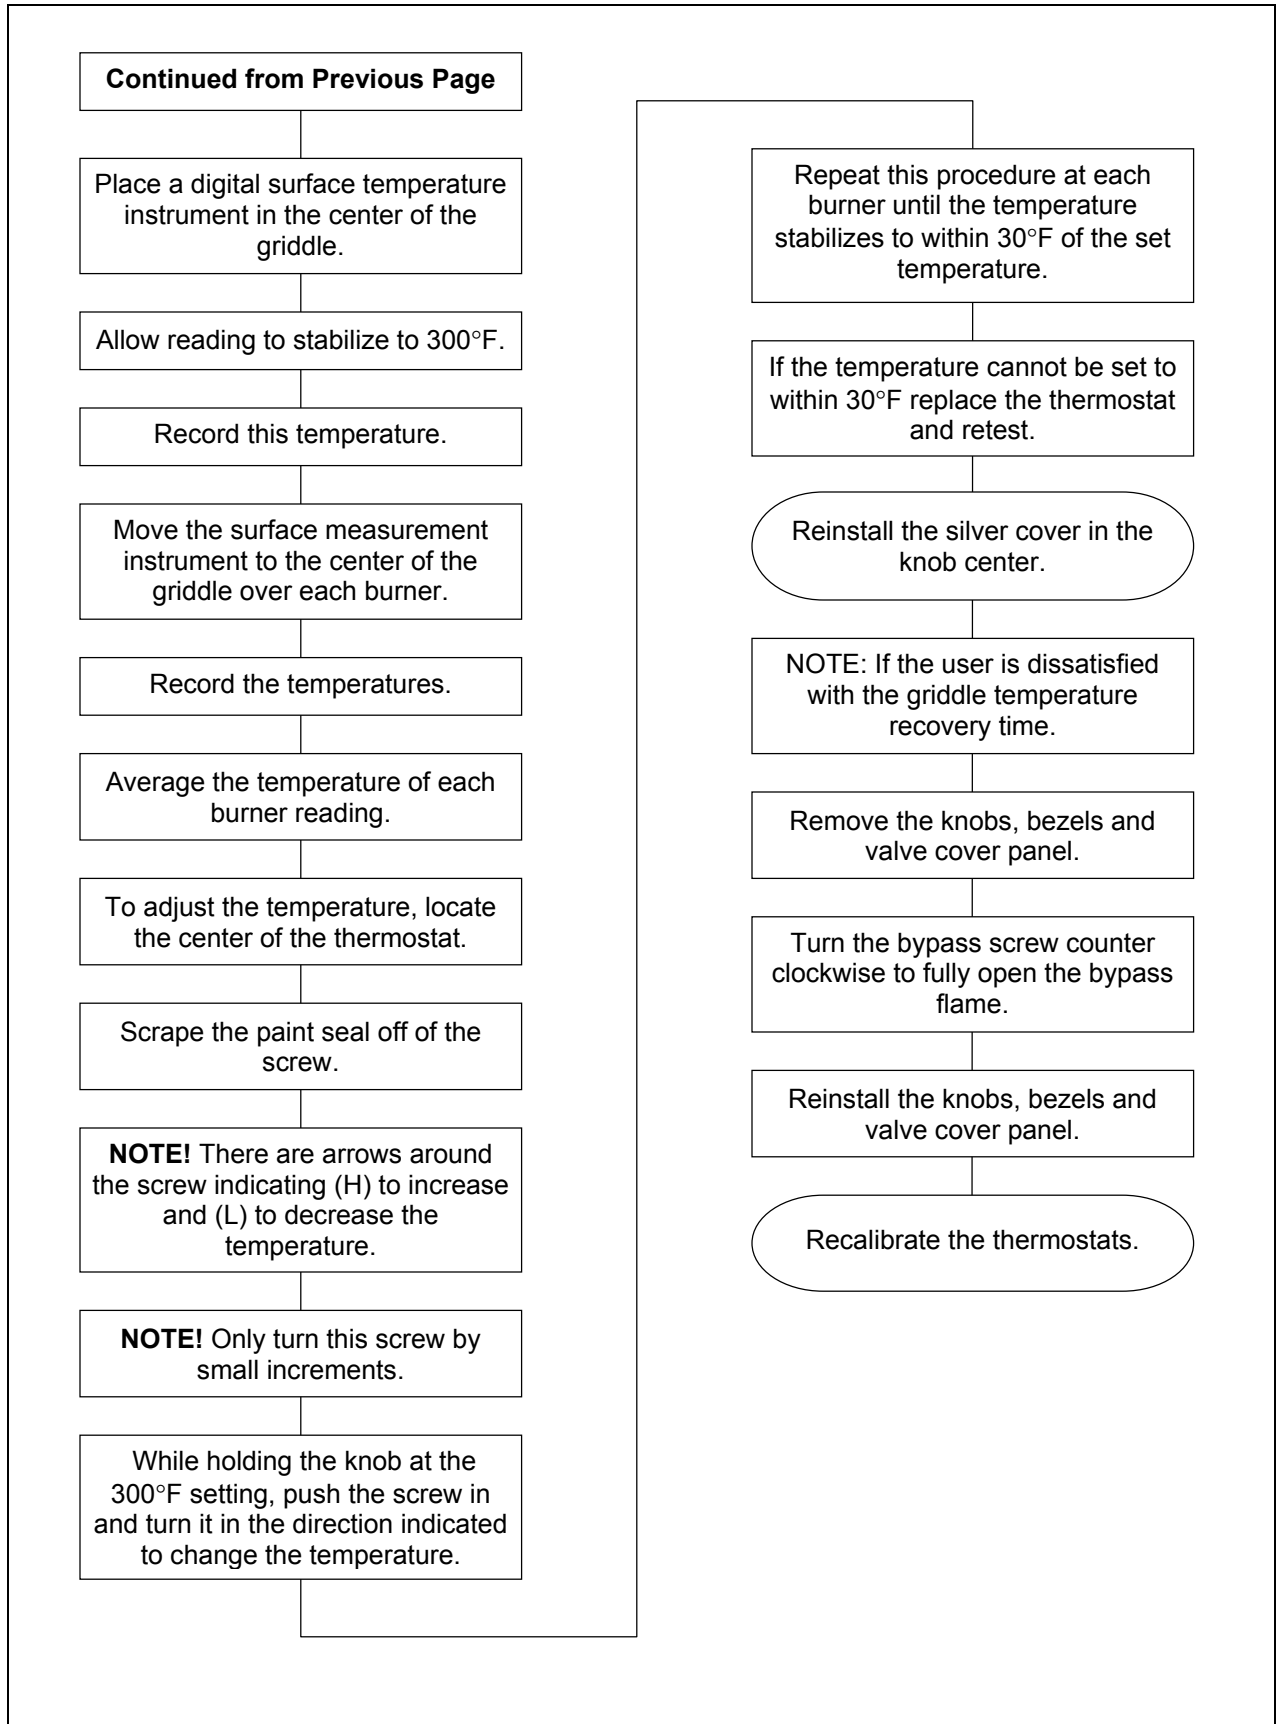 Continued from Previous Page
Place a digital surface temperature
instrument in the center of the
griddle.
Allow reading to stabilize to 300°F.
Record this temperature.
Move the surface measurement
instrument to the center of the
griddle over each burner.
Record the temperatures.
Average the temperature of each
burner reading.
To adjust the temperature, locate
the center of the thermostat.
Scrape the paint seal off of the
screw.
NOTE! There are arrows around
the screw indicating (H) to increase
and (L) to decrease the
temperature.
NOTE! Only turn this screw by
small increments.
While holding the knob at the
300°F setting, push the screw in
and turn it in the direction indicated
to change the temperature.
Repeat this procedure at each
burner until the temperature
stabilizes to within 30°F of the set
temperature.
If the temperature cannot be set to
within 30°F replace the thermostat
and retest.
Reinstall the silver cover in the
knob center.
NOTE: If the user is dissatisfied
with the griddle temperature
recovery time.
Remove the knobs, bezels and
valve cover panel.
Turn the bypass screw counter
clockwise to fully open the bypass
flame.
Reinstall the knobs, bezels and
valve cover panel.
Recalibrate the thermostats.